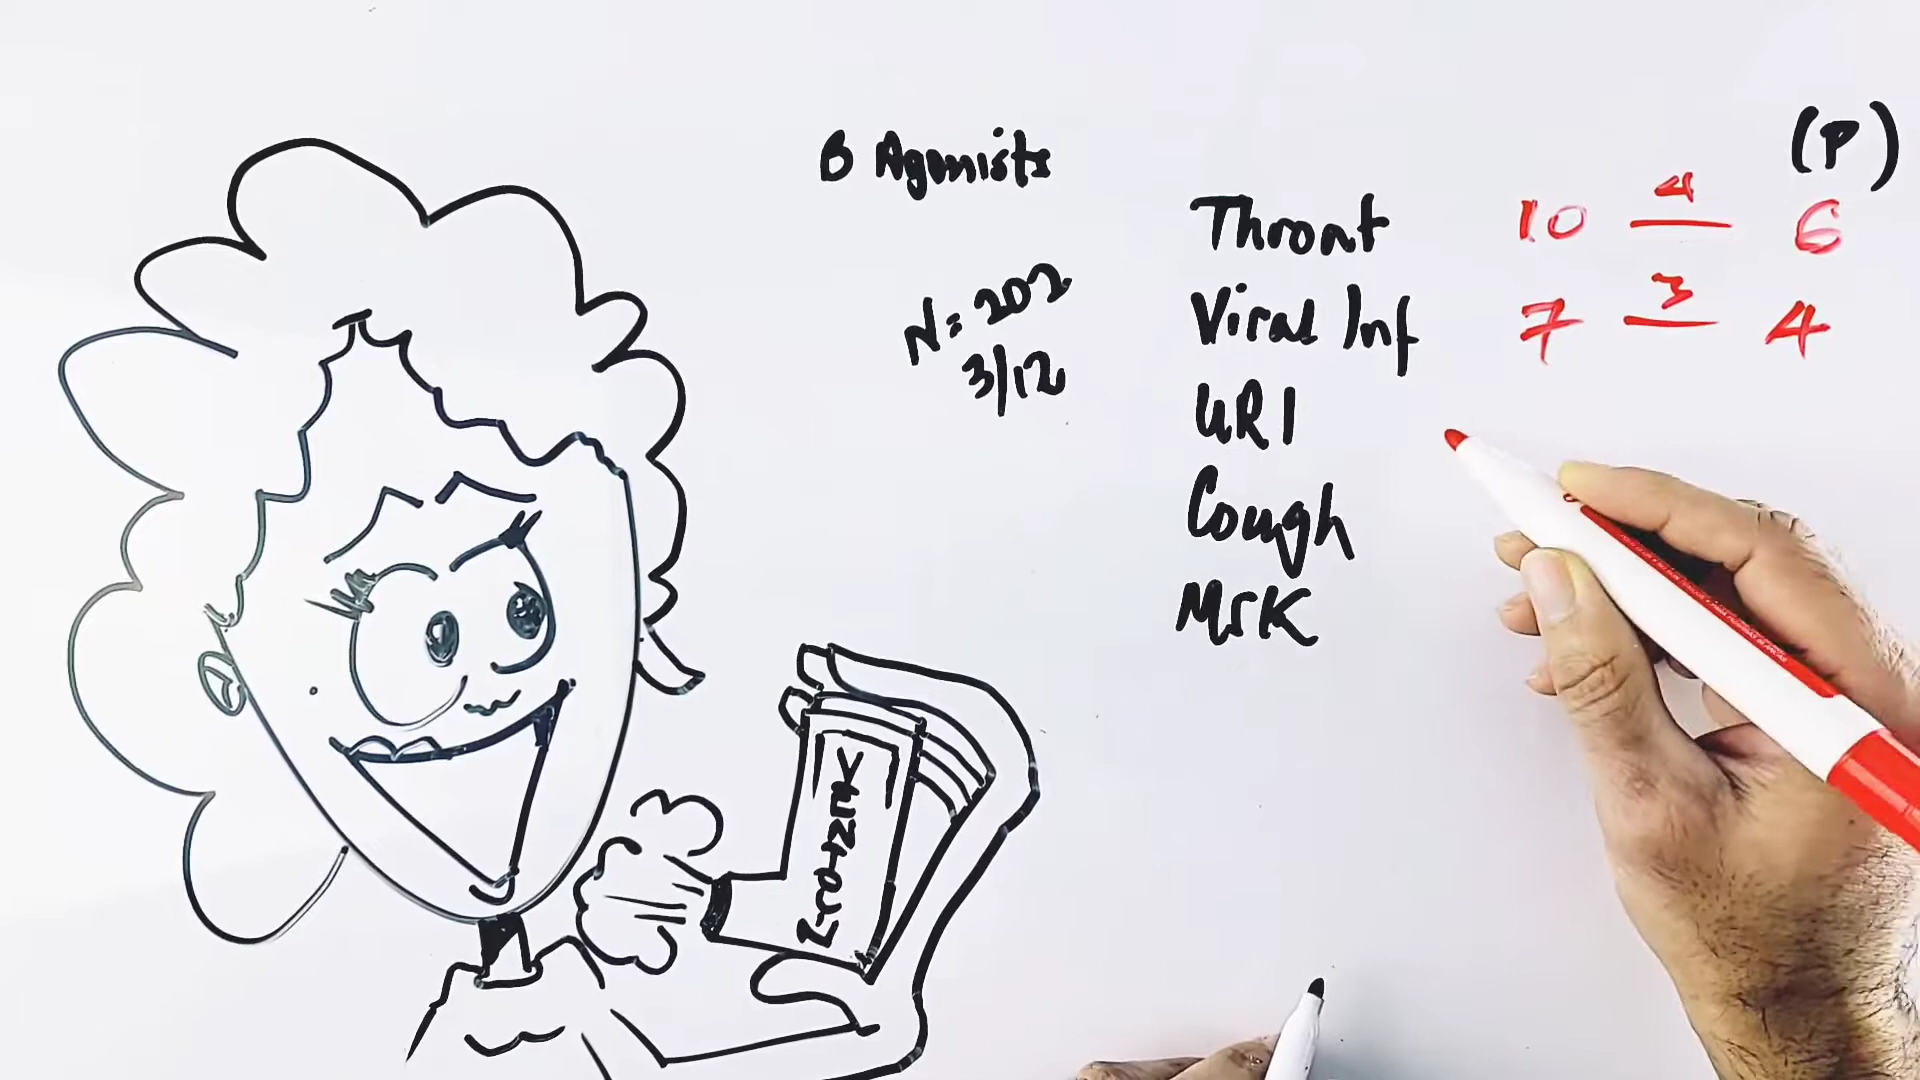 B Agonists
N= 202
3/12
(P)
Throat 10 4 6
Viral Inf 7 3 4
URI
Cough
MSK